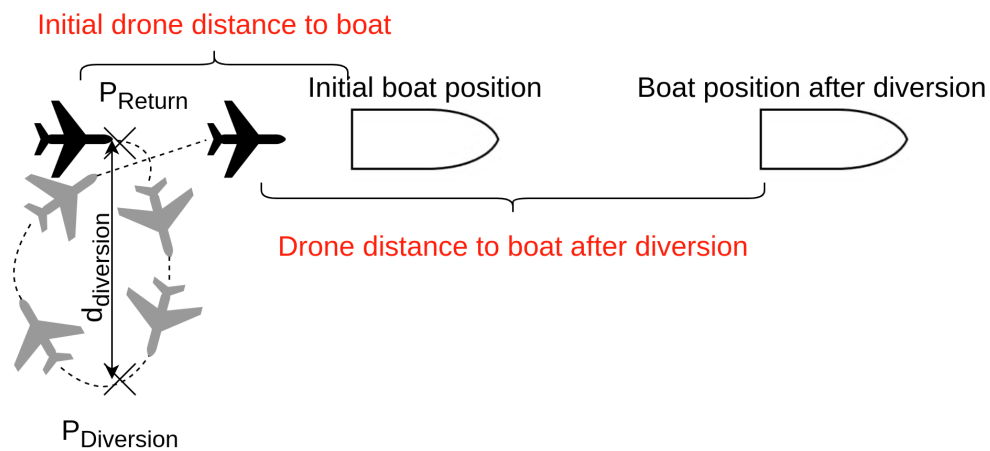 Initial drone distance to boat
PReturn
Initial boat position
Boat position after diversion
ddiversion
Drone distance to boat after diversion
PDiversion